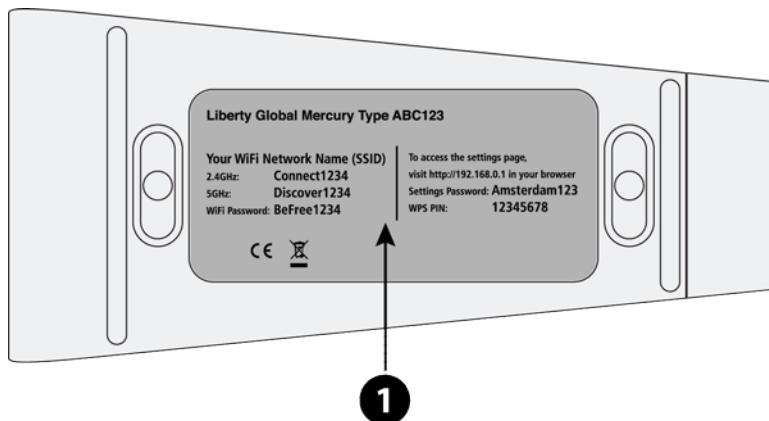 Liberty Global Mercury Type ABC123
Your WiFi Network Name (SSID)
2.4GHz: Connect1234
5GHz: Discover1234
WiFi Password: BeFree1234
To access the settings page,
visit http://192.168.0.1 in your browser
Settings Password: Amsterdam123
WPS PIN: 12345678
CE
1